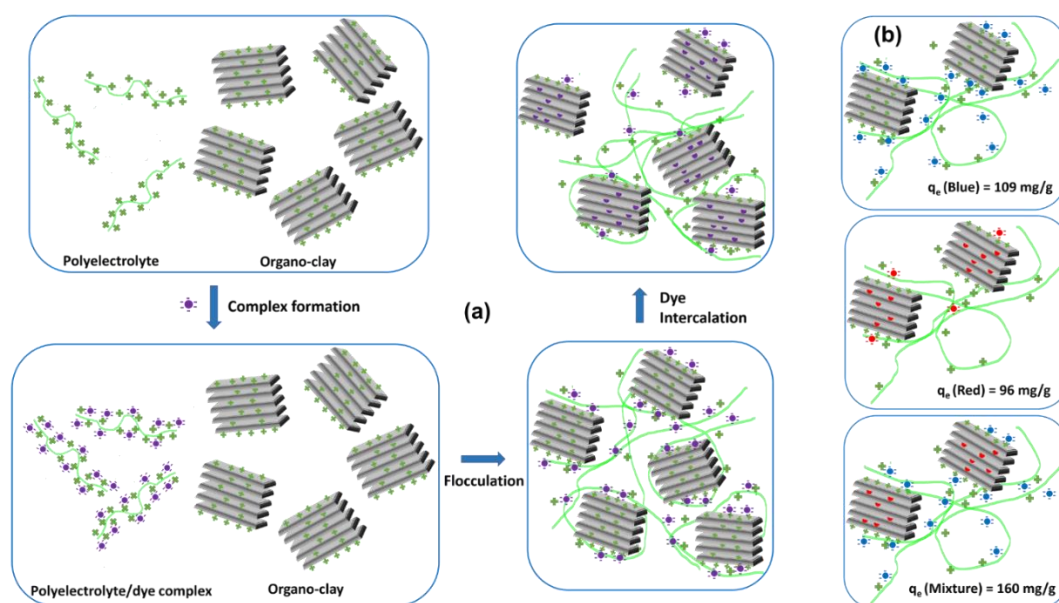 Polyelectrolyte
Organo-clay
Complex formation
(a)
Dye
Intercalation
Polyelectrolyte/dye complex
Organo-clay
Flocculation
(b)
qe (Blue) = 109 mg/g
qe (Red) = 96 mg/g
qe (Mixture) = 160 mg/g